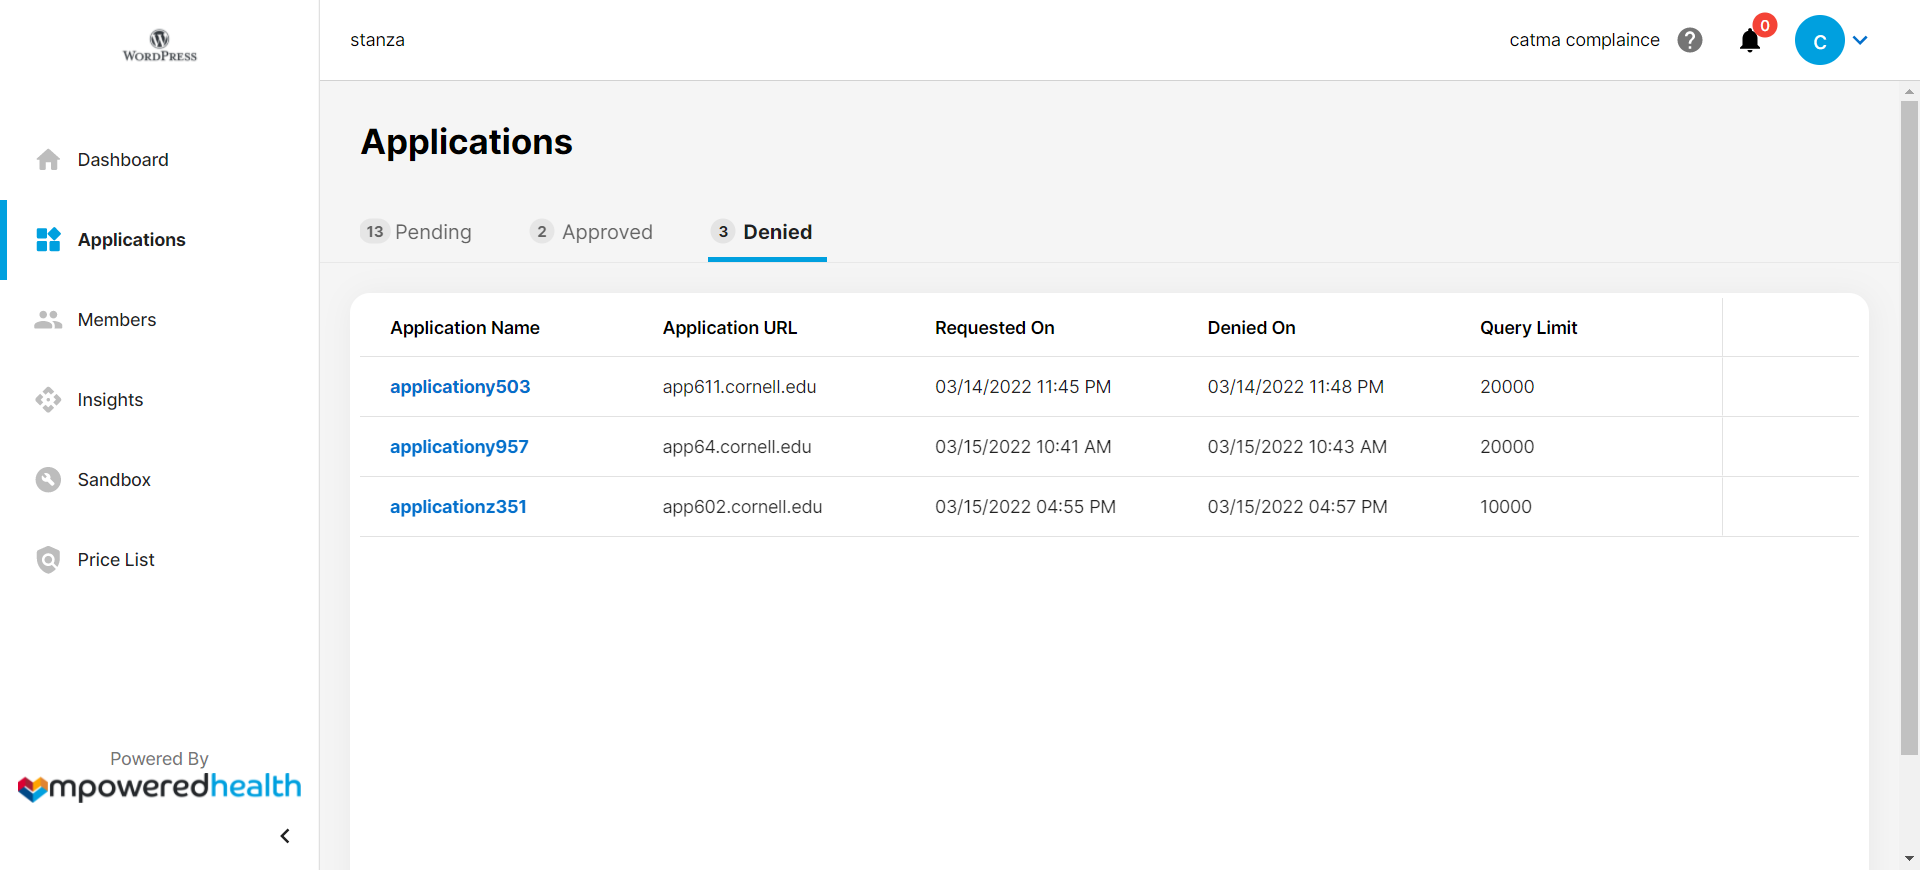 WORDPRESS
stanza
catma complaince
0
c
Dashboard
Applications
Members
Insights
Sandbox
Price List
Powered By
mpoweredhealth
Applications
13 Pending
2 Approved
3 Denied
Application Name Application URL Requested On Denied On Query Limit
applicationy503 app611.cornell.edu 03/14/2022 11:45 PM 03/14/2022 11:48 PM 20000
applicationy957 app64.cornell.edu 03/15/2022 10:41 AM 03/15/2022 10:43 AM 20000
applicationz351 app602.cornell.edu 03/15/2022 04:55 PM 03/15/2022 04:57 PM 10000